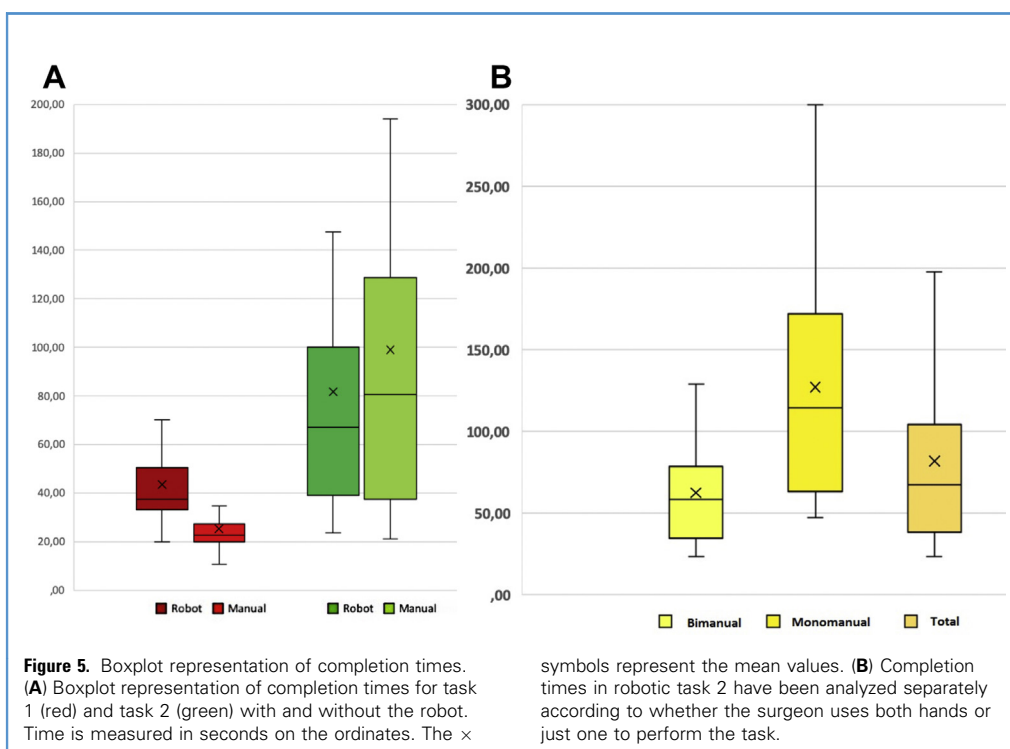 A
200,00
180,00
160,00
140,00
120,00
100,00
80,00
60,00
40,00
20,00
,00
Robot Manual Robot Manual
B
300,00
250,00
200,00
150,00
100,00
50,00
,00
Bimanual Monomanual Total
Figure 5. Boxplot representation of completion times.
(A) Boxplot representation of completion times for task
1 (red) and task 2 (green) with and without the robot.
Time is measured in seconds on the ordinates. The ×
symbols represent the mean values. (B) Completion
times in robotic task 2 have been analyzed separately
according to whether the surgeon uses both hands or
just one to perform the task.